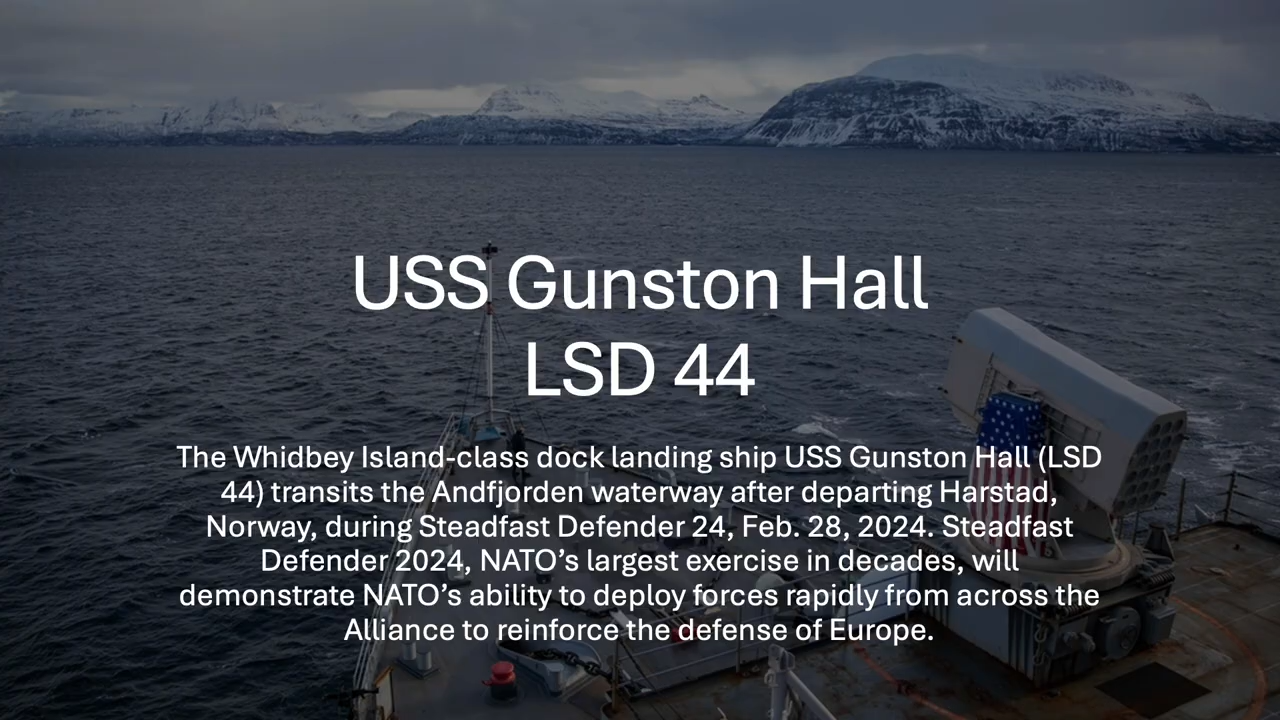 USS Gunston Hall
LSD 44
The Whidbey Island-class dock landing ship USS Gunston Hall (LSD
44) transits the Andfjorden waterway after departing Harstad,
Norway, during Steadfast Defender 24, Feb. 28, 2024. Steadfast
Defender 2024, NATO’s largest exercise in decades, will
demonstrate NATO’s ability to deploy forces rapidly from across the
Alliance to reinforce the defense of Europe.